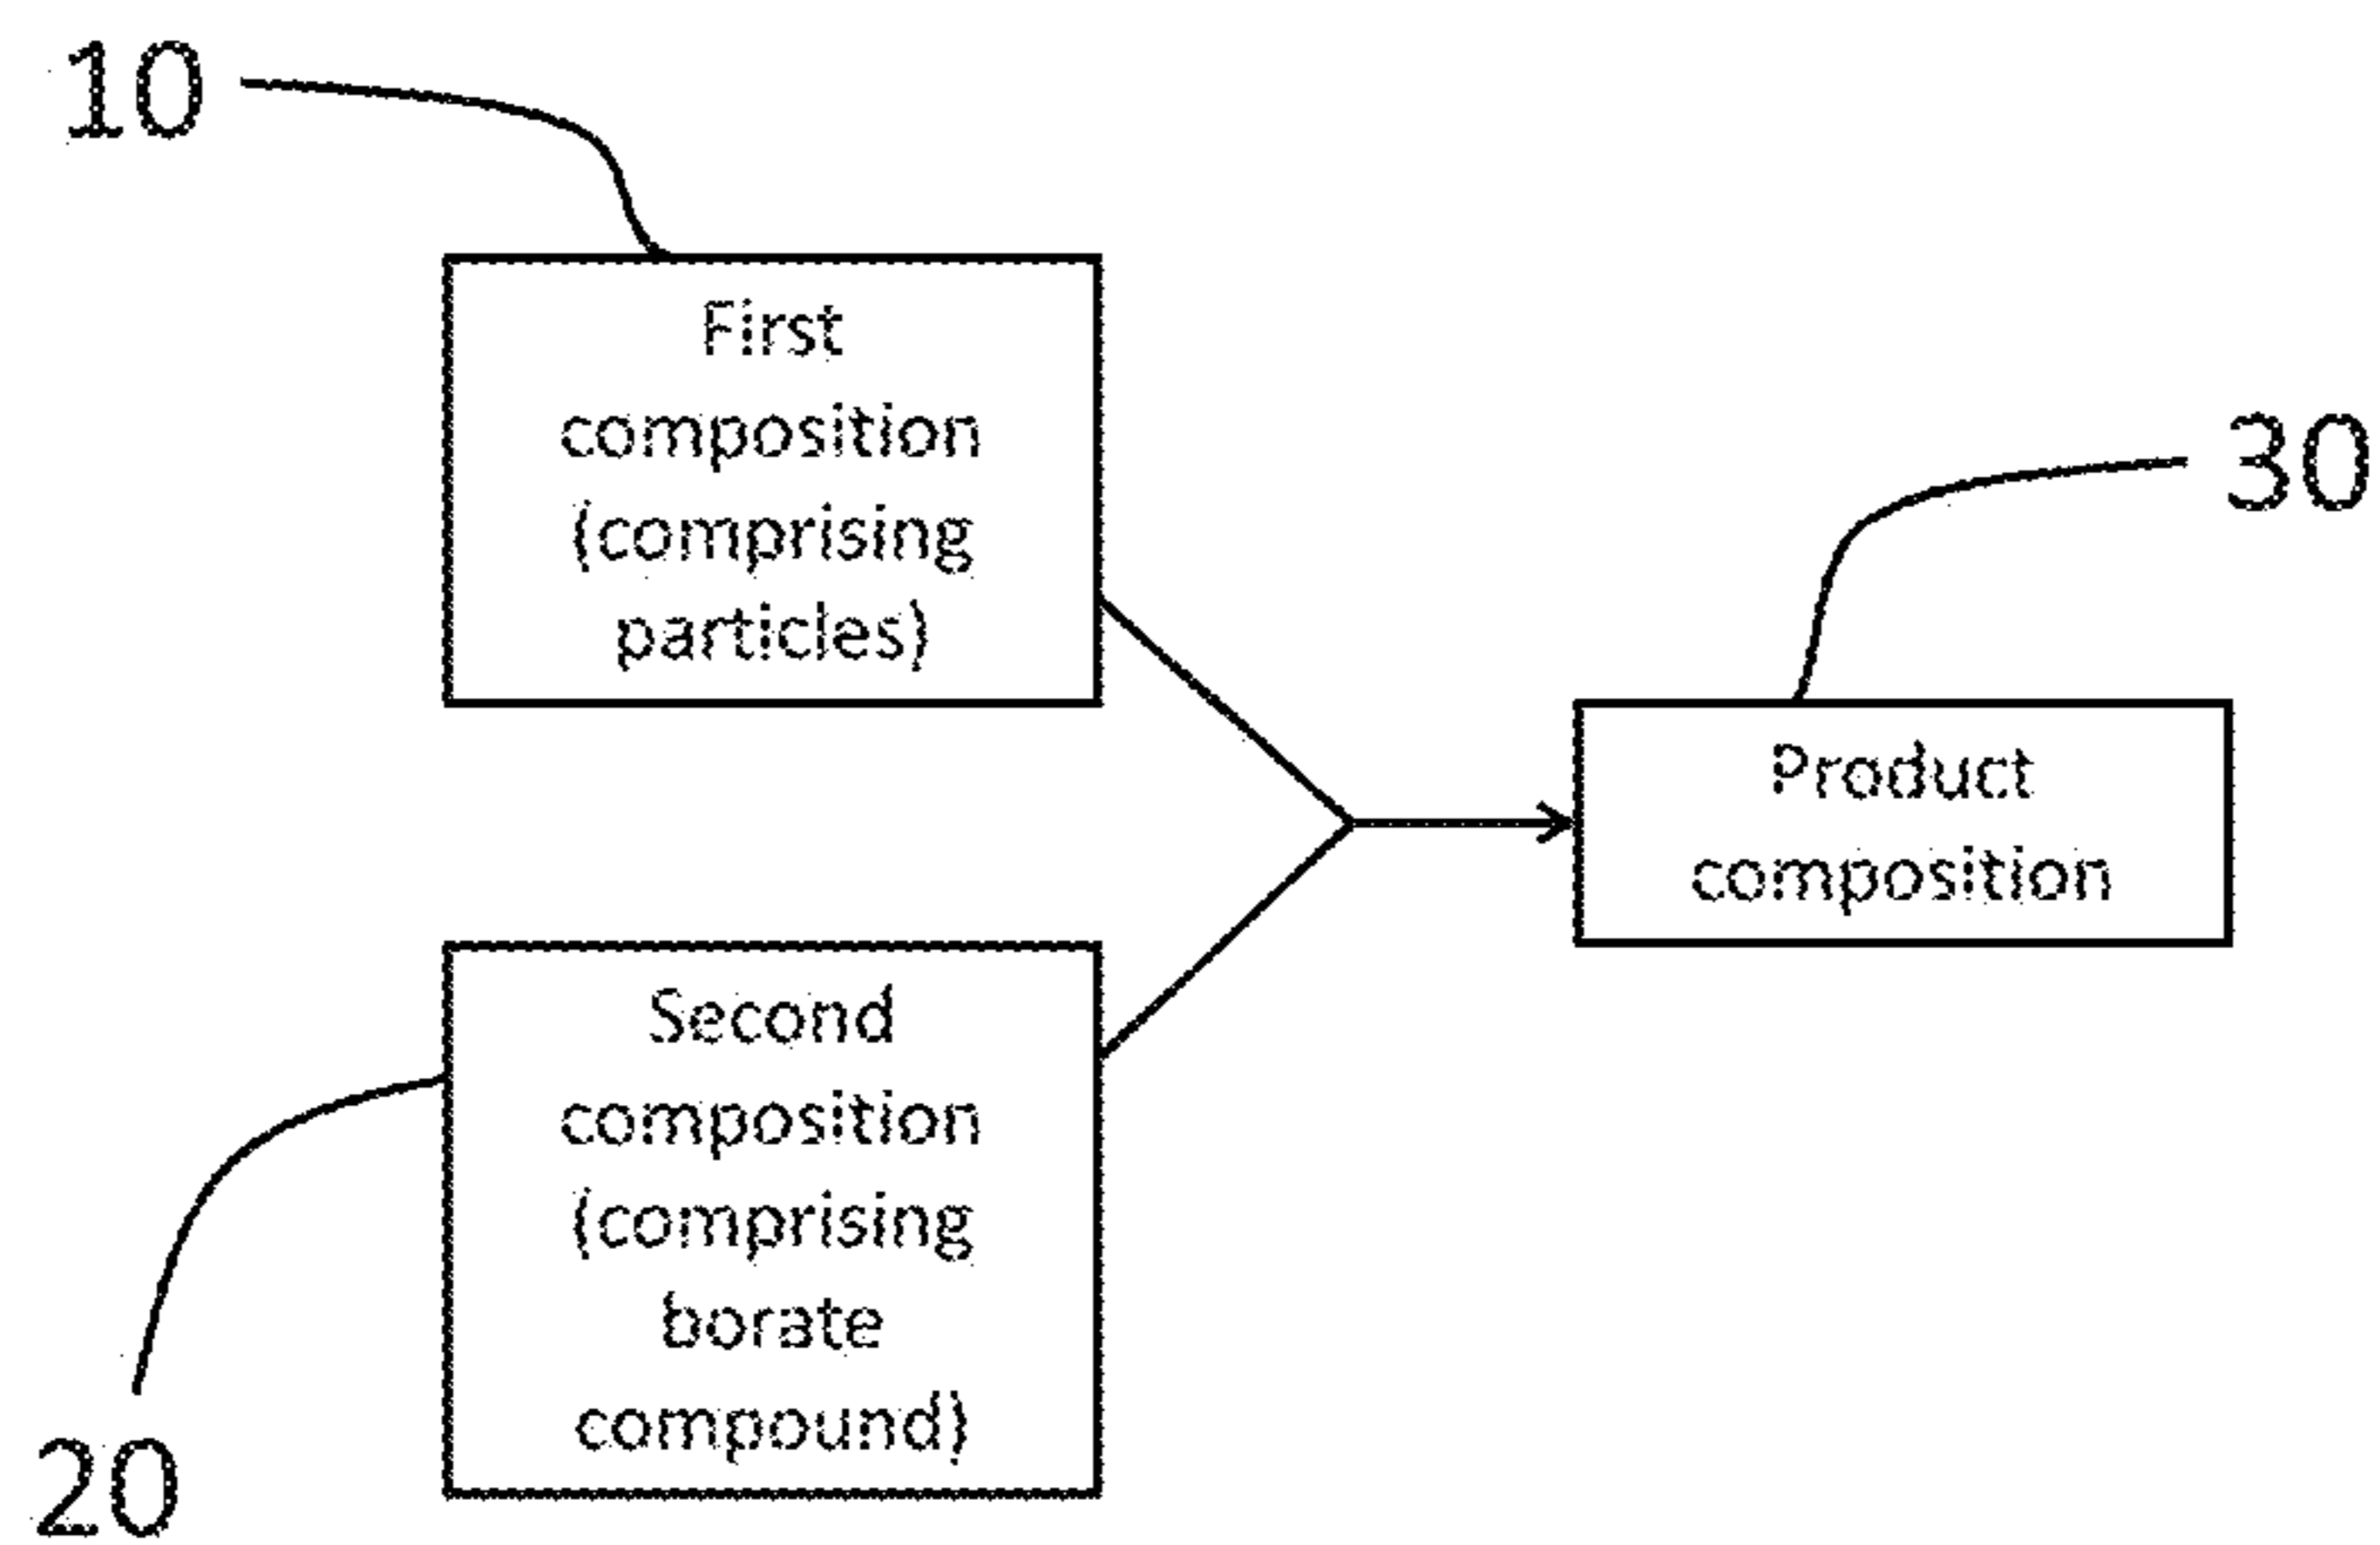 10
First
composition
(comprising
particles)
30
Product
composition
Second
composition
(comprising
borate
compound)
20